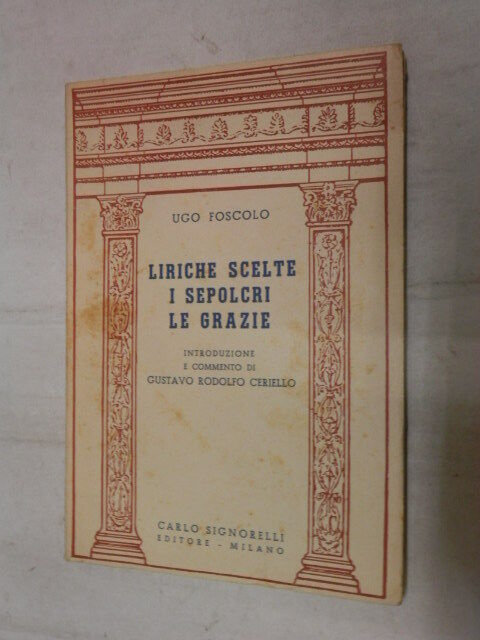 UGO FOSCOLO
LIRICHE SCELTE
I SEPOLCRI
LE GRAZIE
INTRODUZIONE
E COMMENTO DI
GUSTAVO RODOLFO CERIELLO
CARLO SIGNORELLI
EDITORE - MILANO